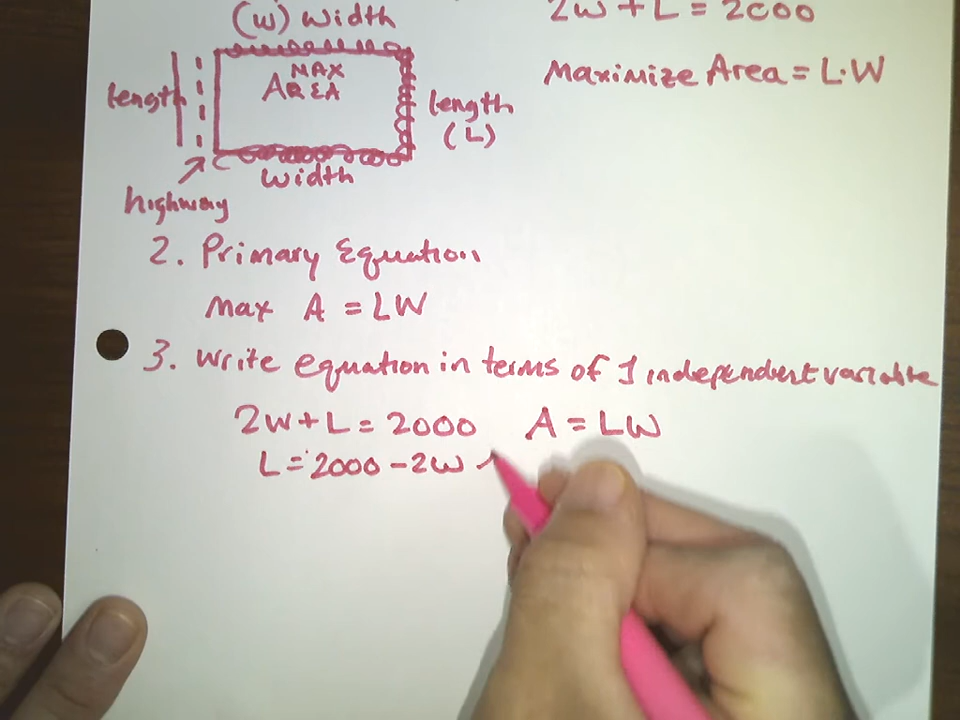 (W) Width
2W + L = 2000
Maximize Area = L·W
MAX
AREA
length
length
(L)
Width
highway
2. Primary Equation
Max A = LW
3. Write equation in terms of 1 independent variable
2W + L = 2000 A = LW
L = 2000 - 2W